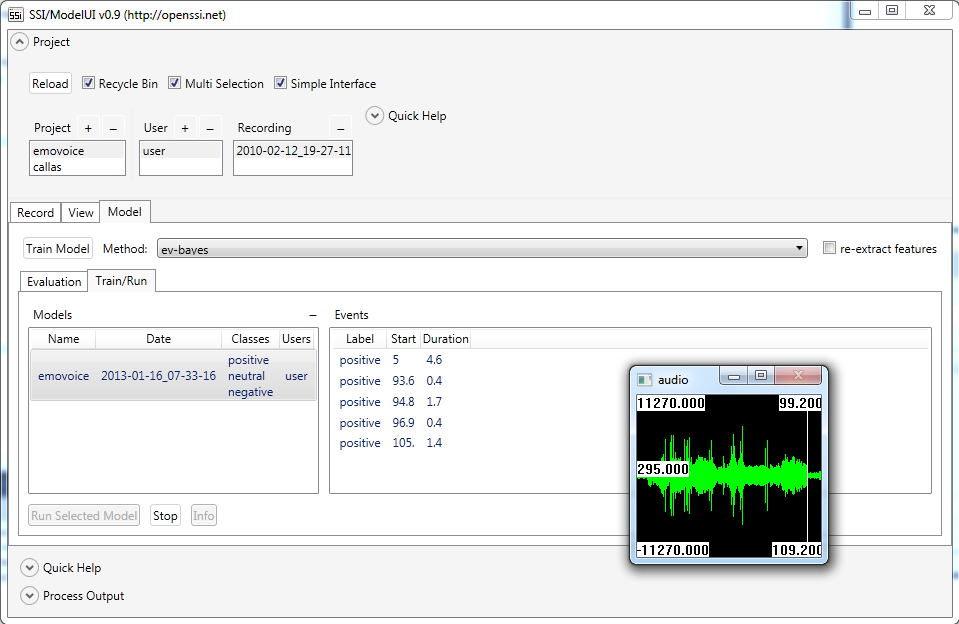 SSI/ModelUI v0.9 (http://openssi.net)
Project
Reload Recycle Bin Multi Selection Simple Interface
Quick Help
Project + – User + – Recording –
emovoice user 2010-02-12_19-27-11
callas
Record View Model
Train Model Method: ev-bayes re-extract features
Evaluation Train/Run
Models – Events
Name Date Classes Users Label Start Duration
emovoice 2013-01-16_07-33-16 positive neutral negative user
positive 5 4.6
positive 93.6 0.4
positive 94.8 1.7
positive 96.9 0.4
positive 105. 1.4
audio
11270.000 99.200
295.000
-11270.000 109.200
Run Selected Model Stop Info
Quick Help
Process Output